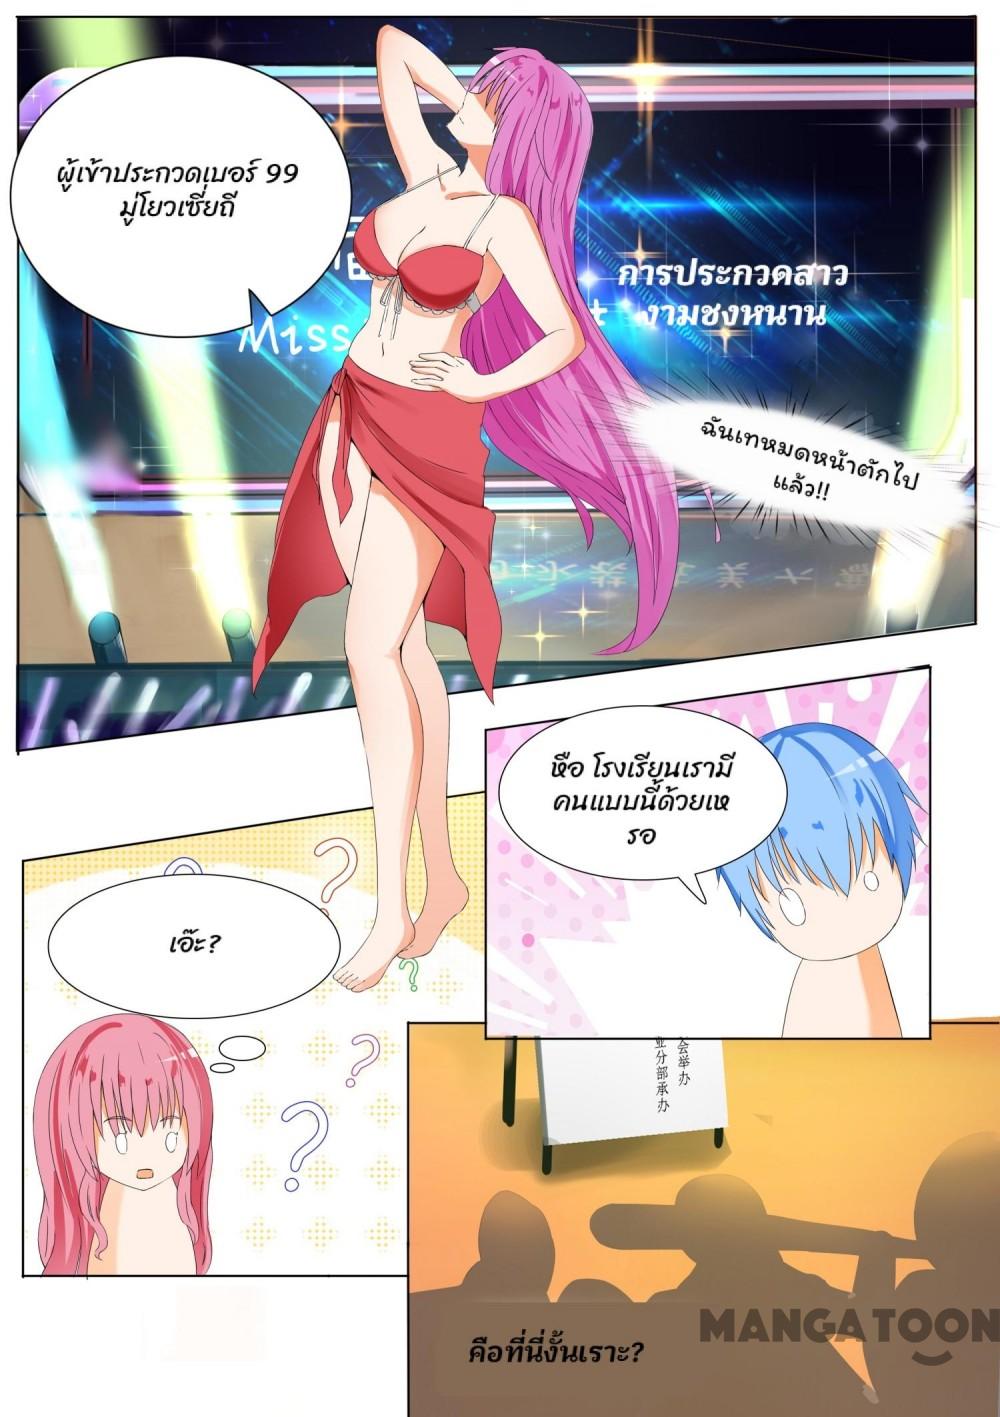 ผู้เข้าประกวดเบอร์ 99
มู่โยวเซี่ยถี
การประกวดสาว
งามชงหนาน
Miss
ฉันเทหมดหน้าตักไป
แล้ว!!
หือ โรงเรียนเรามี
คนแบบนี้ด้วยเห
รอ
เอ๊ะ?
会举办
业分部承办
คือที่นี่งั้นเราะ?
MANGATOON